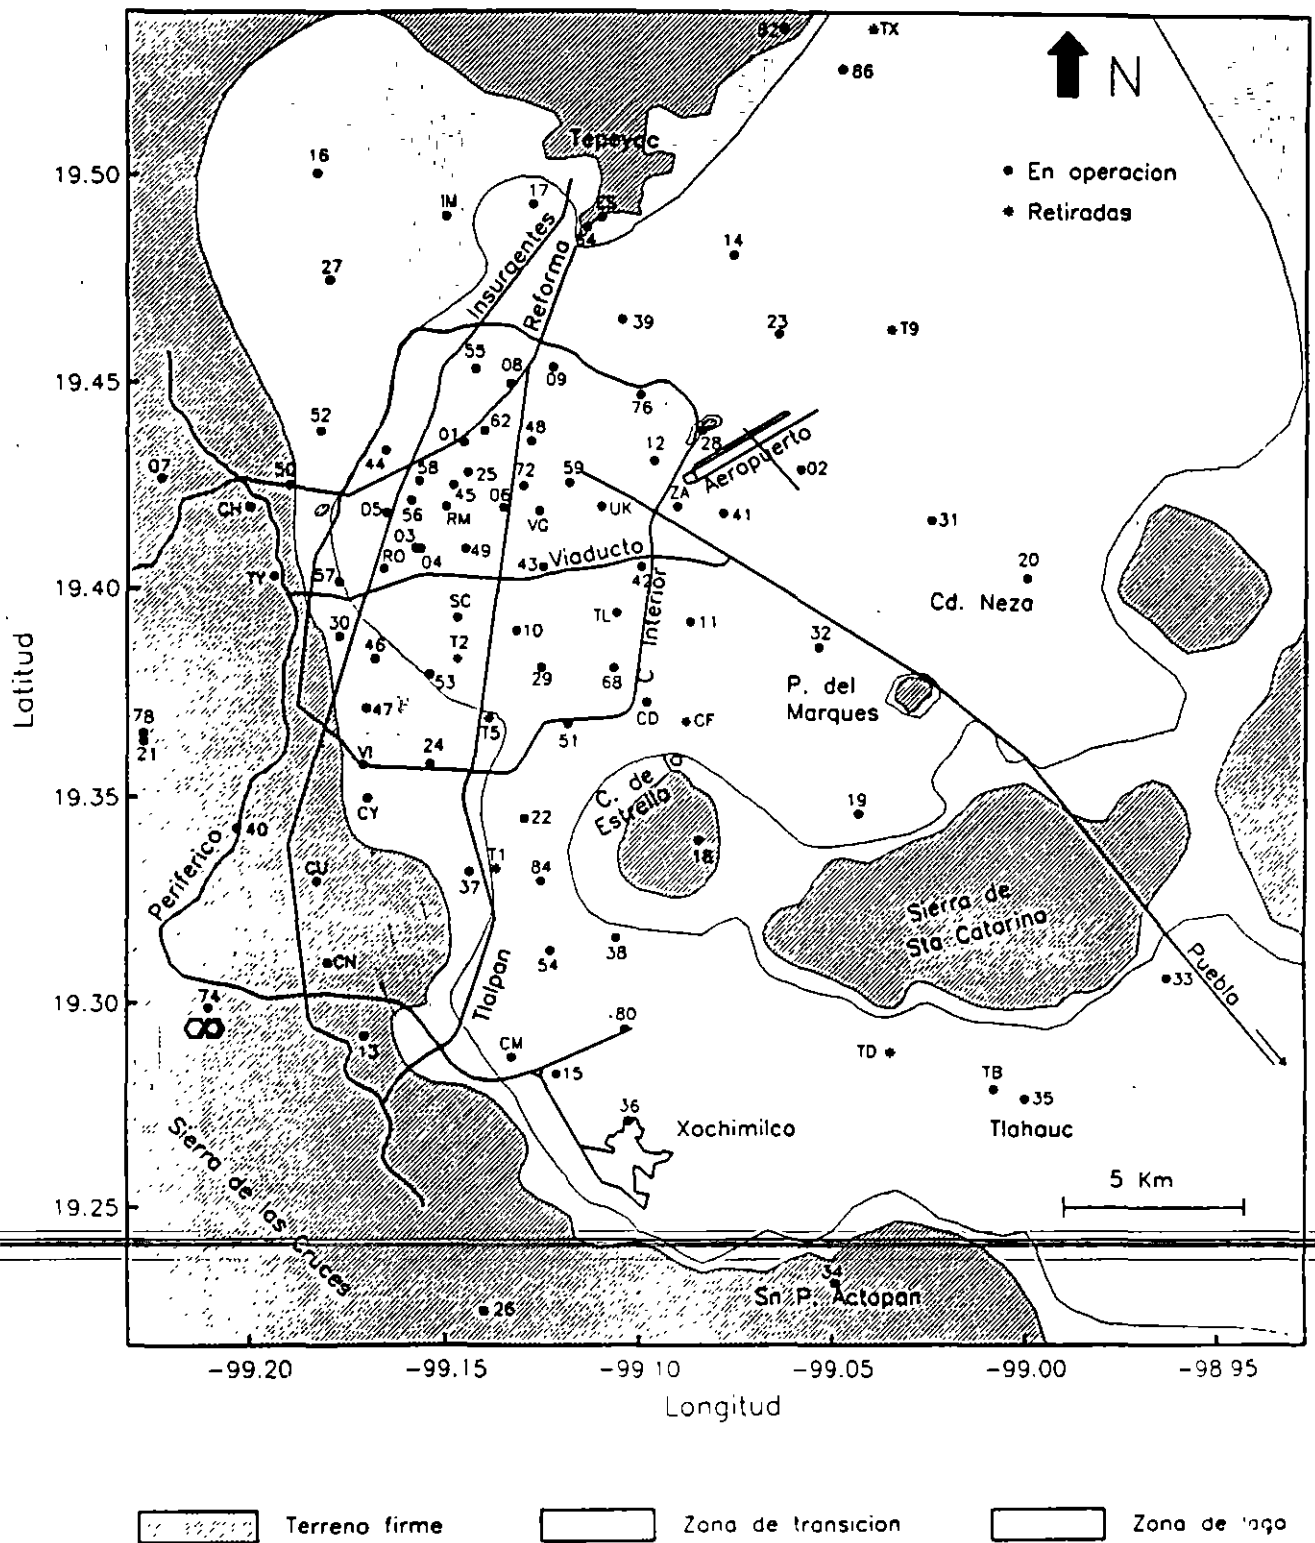 82
TX
86
N
Tepeyac
16
En operacion
19.50
17
IM
ES
Retiradas
64
14
Insurgentes
Reforma
27
39
23
T9
55
08
09
19.45
76
52
62
48
01
12
28
44
58
25
72
59
Aeropuerto
02
07
50
45
06
ZA
CH
05
56
RM
VG
UK
41
31
03
RO
04
49
43
Viaducto
42
20
TY
57
19.40
Cd. Neza
SC
TL
C Interior
11
30
10
32
46
T2
53
29
68
P. del
Marques
47
CD
CF
78
21
T5
51
24
VI
C. de
Estrella
19.35
CY
22
19
40
Periferico
T1
18
CU
37
84
Sierra de
Sta Catarina
38
54
CN
Tlalpan
Puebla
33
19.30
74
80
13
CM
TD
15
TB
35
36
Xochimilco
Tlahauc
Sierra de las Cruces
5 Km
19.25
34
Sn P. Actopan
26
-99.20
-99.15
-99 10
-99.05
-99.00
-98 95
Latitud
Longitud
Terreno firme
Zona de transicion
Zona de lago